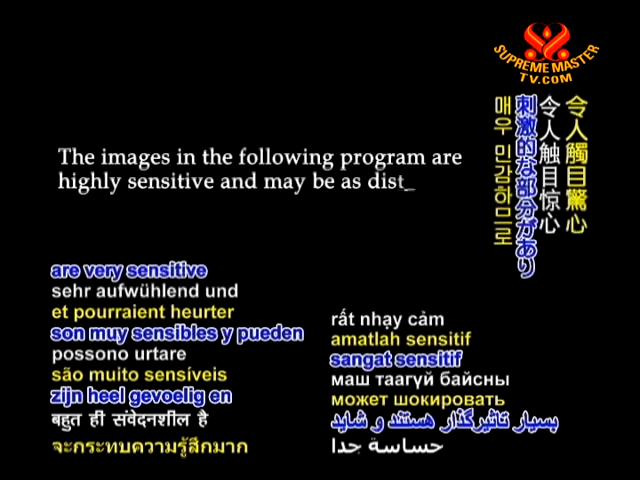 SUPREME MASTER
TV.COM
The images in the following program are
highly sensitive and may be as dist_
令人觸目驚心
令人触目惊心
刺激的な部分があり
매우 민감하므로
are very sensitive
sehr aufwühlend und
et pourraient heurter
son muy sensibles y pueden
possono urtare
são muito sensíveis
zijn heel gevoelig en
बहुत ही संवेदनशील है
จะกระทบความรู้สึกมาก
rất nhạy cảm
amatlah sensitif
sangat sensitif
маш таагүй байсны
может шокировать
بسیار تاثیرگذار هستند و شاید
حساسة جدا